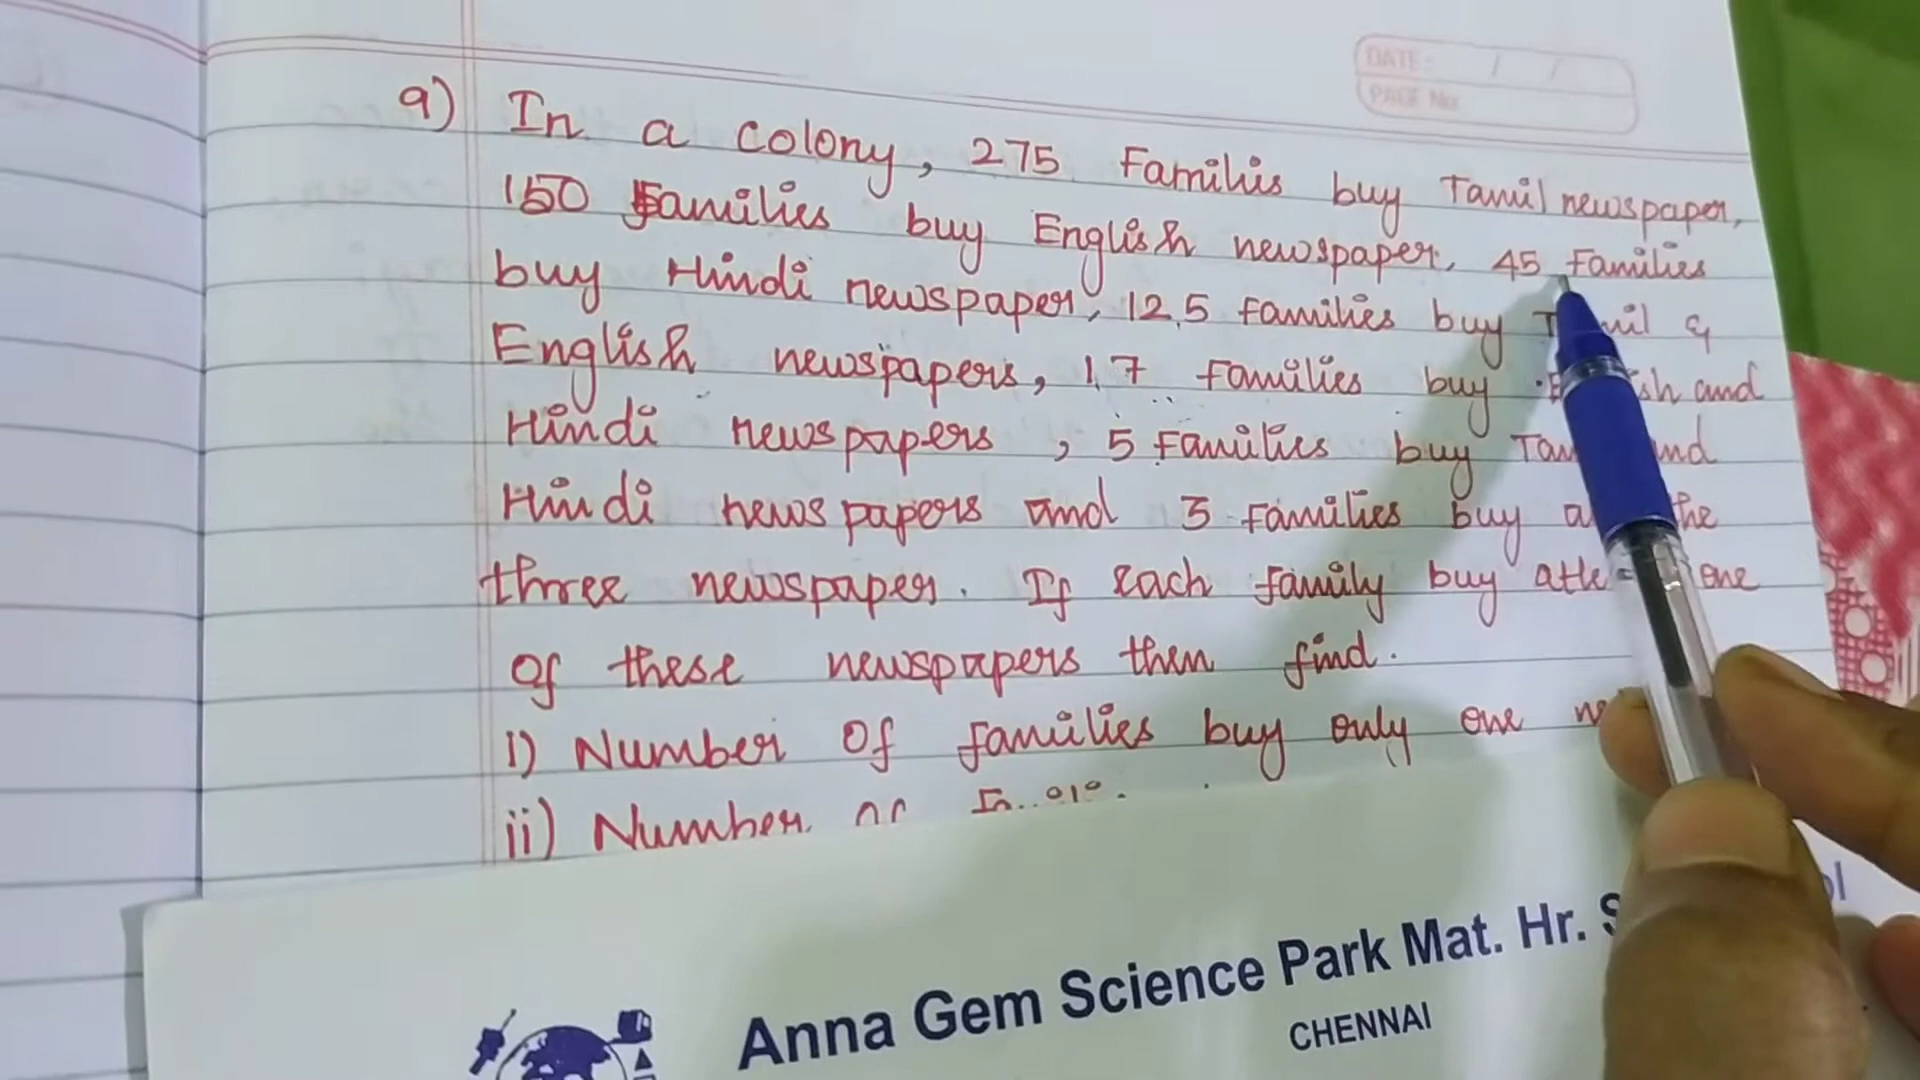 DATE: / /
PAGE No:
9) In a colony, 275 Families buy Tamil newspaper,
150 families buy English newspaper, 45 Families
buy Hindi newspaper, 125 families buy &
English newspapers, 17 families buy and
Hindi newspapers, 5 Families buy
Hindi newspapers and 3 families buy
three newspaper. If each family buy one
of these newspapers then find.
i) Number of families buy only one
ii) Number
Anna Gem Science Park Mat. Hr.
CHENNAI